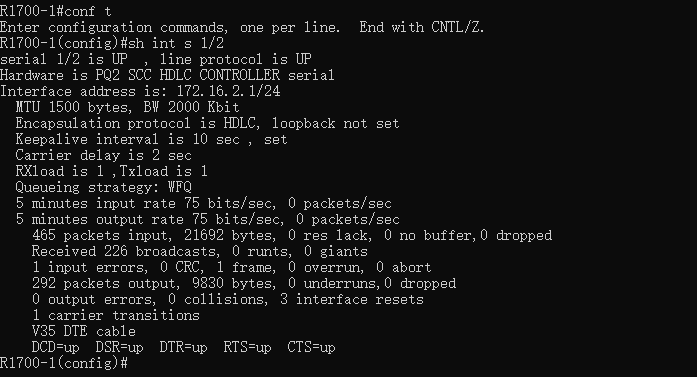 R1700-1#conf t
Enter configuration commands, one per line.  End with CNTL/Z.
R1700-1(config)#sh int s 1/2
serial 1/2 is UP  , line protocol is UP
Hardware is PQ2 SCC HDLC CONTROLLER serial
Interface address is: 172.16.2.1/24
  MTU 1500 bytes, BW 2000 Kbit
  Encapsulation protocol is HDLC, loopback not set
  Keepalive interval is 10 sec , set
  Carrier delay is 2 sec
  RXload is 1 ,Txload is 1
  Queueing strategy: WFQ
  5 minutes input rate 75 bits/sec, 0 packets/sec
  5 minutes output rate 75 bits/sec, 0 packets/sec
    465 packets input, 21692 bytes, 0 res lack, 0 no buffer,0 dropped
    Received 226 broadcasts, 0 runts, 0 giants
    1 input errors, 0 CRC, 1 frame, 0 overrun, 0 abort
    292 packets output, 9830 bytes, 0 underruns,0 dropped
    0 output errors, 0 collisions, 3 interface resets
    1 carrier transitions
    V35 DTE cable
    DCD=up  DSR=up  DTR=up  RTS=up  CTS=up
R1700-1(config)#